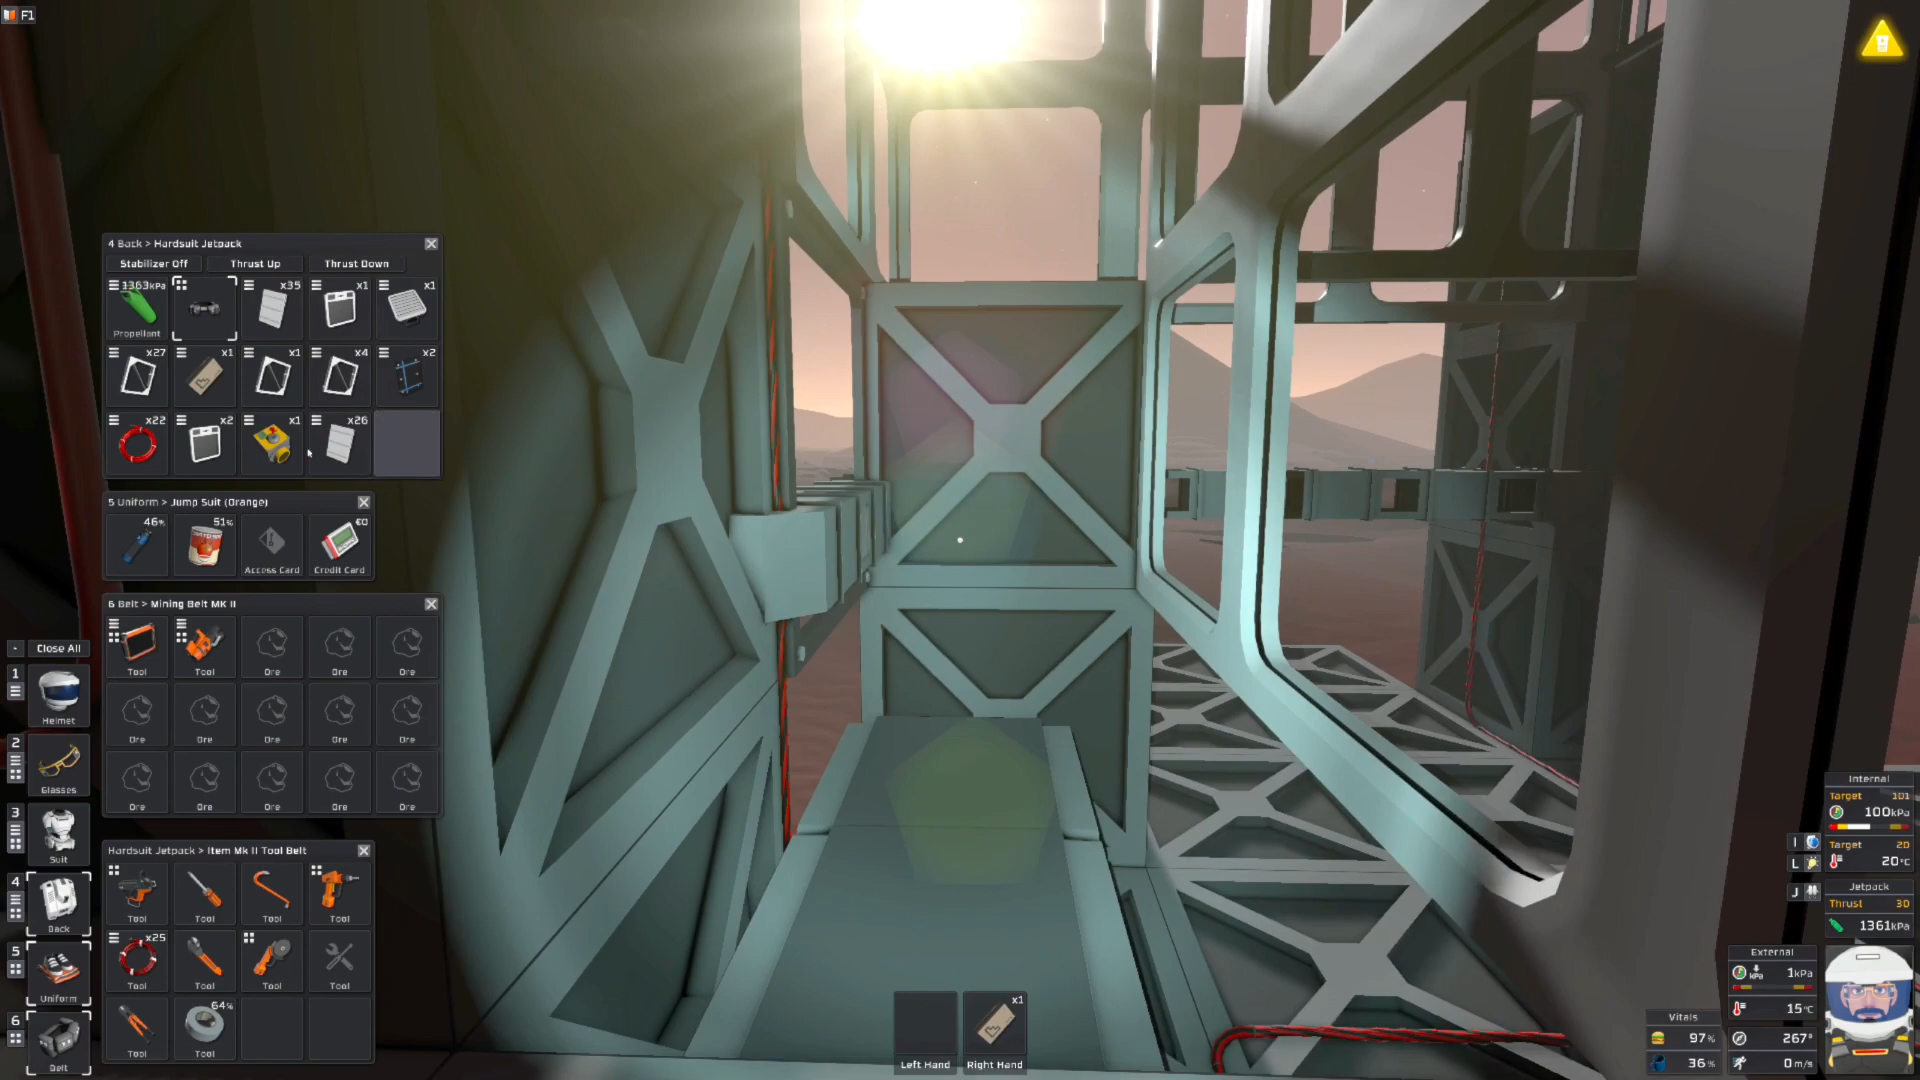 F1
4 Back > Hardsuit Jetpack
Stabilizer Off Thrust Up Thrust Down
1363kPa x35 x1 x1
Propellant
x27 x1 x1 x4 x2
x22 x2 x1 x26
5 Uniform > Jump Suit (Orange)
46% 51% €0
Access Card Credit Card
6 Belt > Mining Belt MK II
Tool Tool Ore Ore Ore
Ore Ore Ore Ore Ore
Ore Ore Ore Ore Ore
Hardsuit Jetpack > Item Mk II Tool Belt
Tool Tool Tool Tool
x25
Tool Tool Tool Tool
64%
Tool Tool
- Close All
1
Helmet
2
Glasses
3
Suit
4
Back
5
Uniform
6
Belt
x1
Left Hand Right Hand
Internal
Target 101
100kPa
I
Target 20
L 20°C
J
Jetpack
Thrust 30
1361kPa
External
1kPa
15°C
267°
0m/s
Vitals
97%
36%